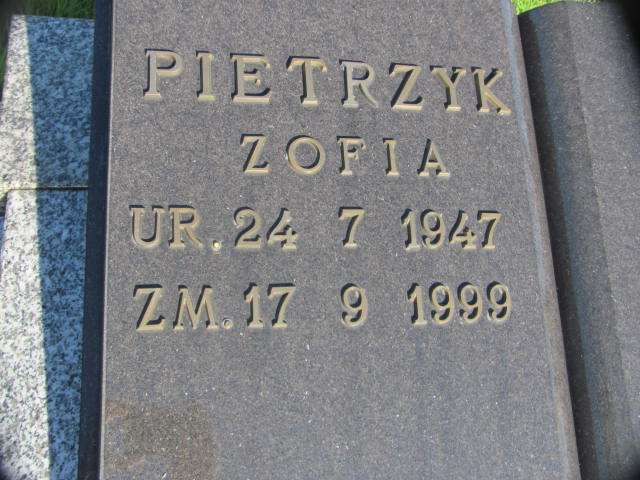 PIETRZYK
ZOFIA
UR. 24 7 1947
ZM. 17 9 1999